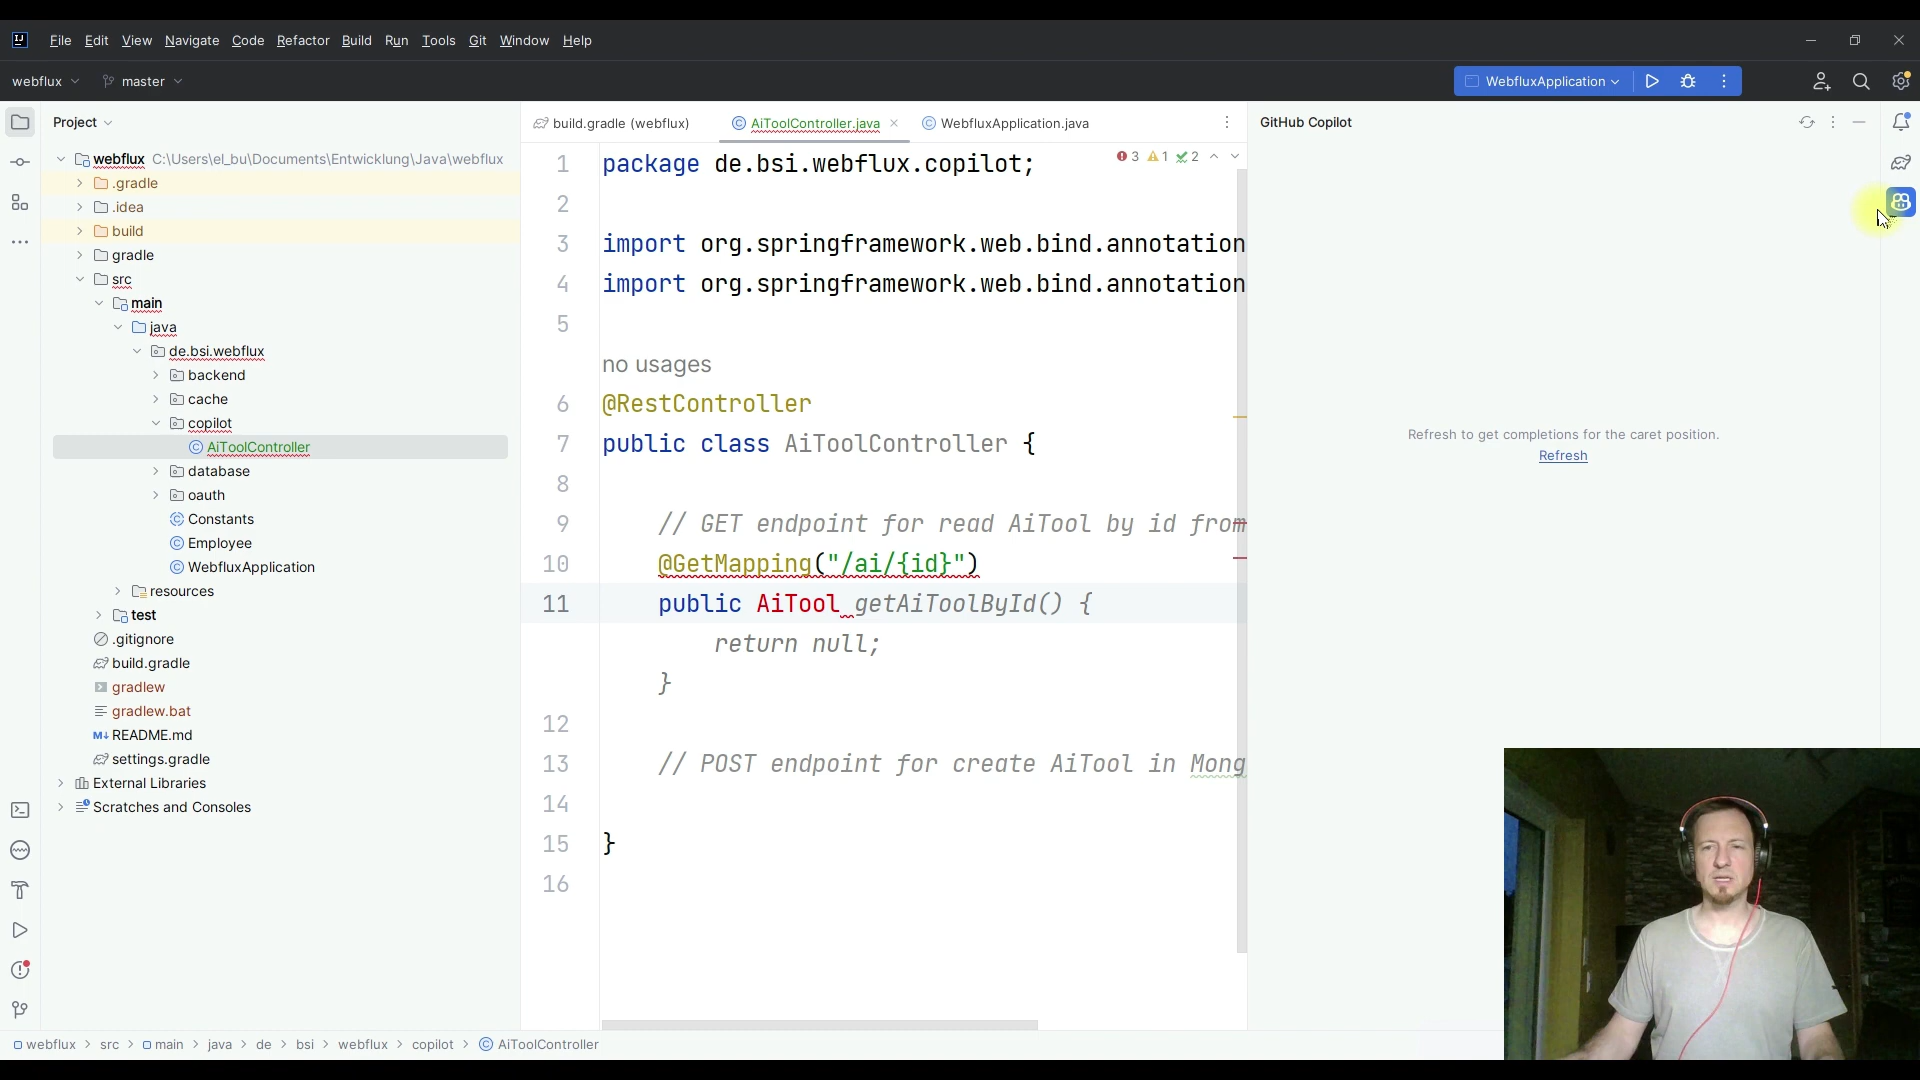 File Edit View Navigate Code Refactor Build Run Tools Git Window Help
webflux master WebfluxApplication
Project
build.gradle (webflux) AiToolController.java WebfluxApplication.java
GitHub Copilot
webflux C:\Users\el_bu\Documents\Entwicklung\Java\webflux
.gradle
.idea
build
gradle
src
main
java
de.bsi.webflux
backend
cache
copilot
AiToolController
database
oauth
Constants
Employee
WebfluxApplication
resources
test
.gitignore
build.gradle
gradlew
gradlew.bat
README.md
settings.gradle
External Libraries
Scratches and Consoles
3 1 2
1 package de.bsi.webflux.copilot;
2
3 import org.springframework.web.bind.annotation
4 import org.springframework.web.bind.annotation
5
no usages
6 @RestController
7 public class AiToolController {
8
9 // GET endpoint for read AiTool by id from
10 @GetMapping("/ai/{id}")
11 public AiTool getAiToolById() {
return null;
}
12
13 // POST endpoint for create AiTool in Mong
14
15 }
16
Refresh to get completions for the caret position.
Refresh
webflux > src > main > java > de > bsi > webflux > copilot > AiToolController